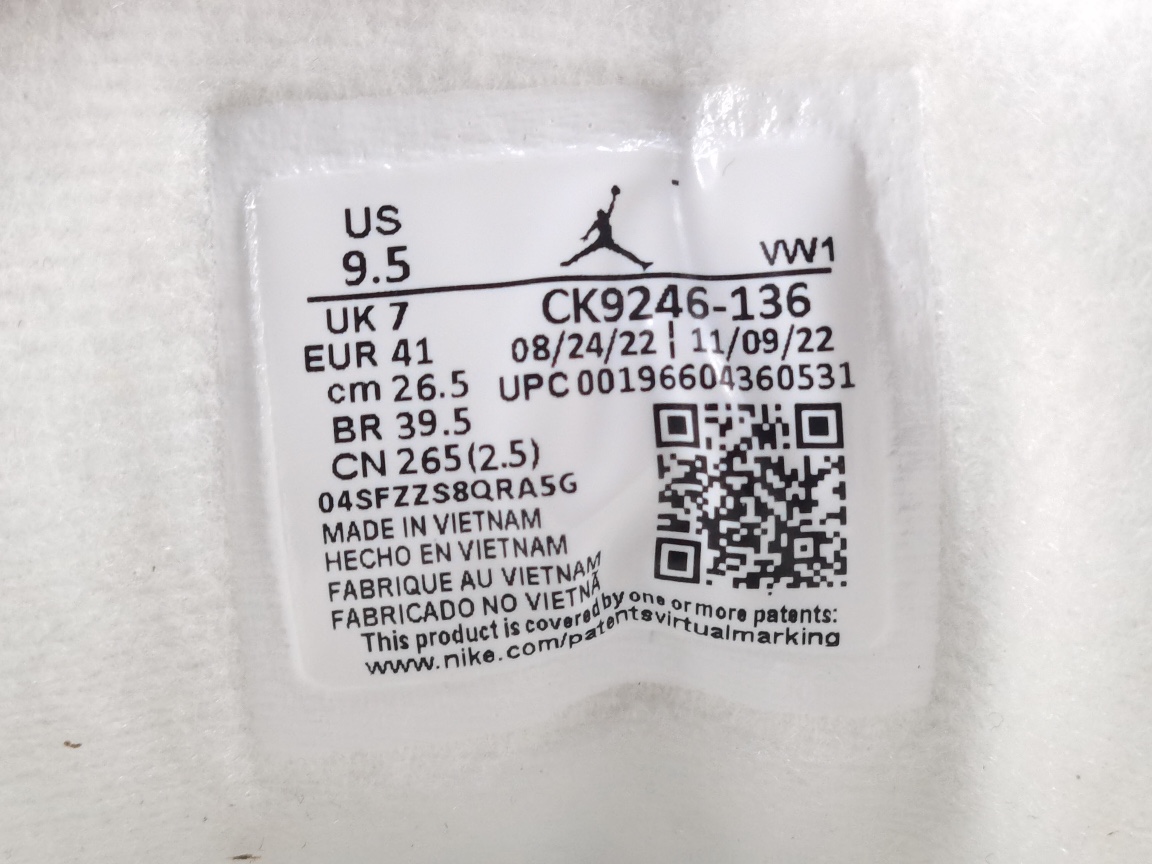 US
9.5
VW1
UK 7
EUR 41
cm 26.5
BR 39.5
CN 265(2.5)
CK9246-136
08/24/22 | 11/09/22
UPC 00196604360531
04SFZZS8QRA5G
MADE IN VIETNAM
HECHO EN VIETNAM
FABRIQUE AU VIETNAM
FABRICADO NO VIETNÃ
This product is covered by one or more patents:
www.nike.com/patentsvirtualmarking